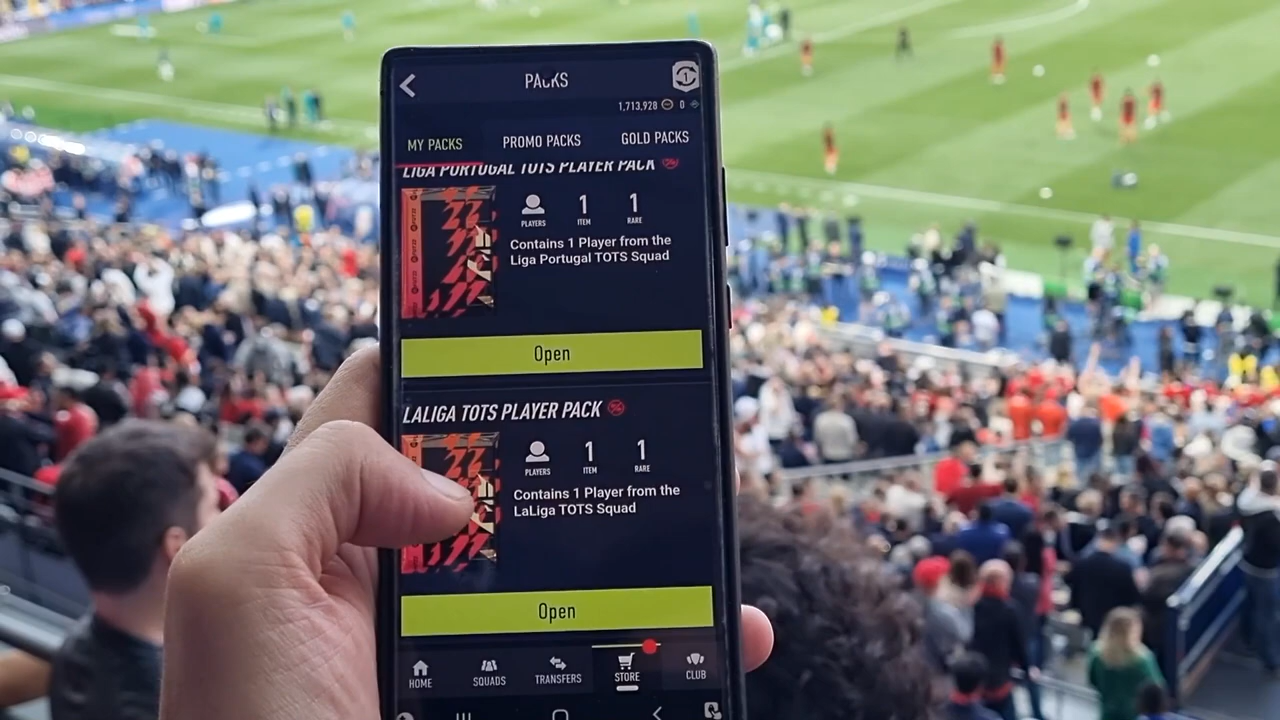 PACKS
1
1,713,928 0
MY PACKS PROMO PACKS GOLD PACKS
LIGA PORTUGAL TOTS PLAYER PACK
1 1
PLAYERS ITEM RARE
Contains 1 Player from the
Liga Portugal TOTS Squad
Open
LALIGA TOTS PLAYER PACK
1 1
PLAYERS ITEM RARE
Contains 1 Player from the
LaLiga TOTS Squad
Open
HOME SQUADS TRANSFERS STORE CLUB